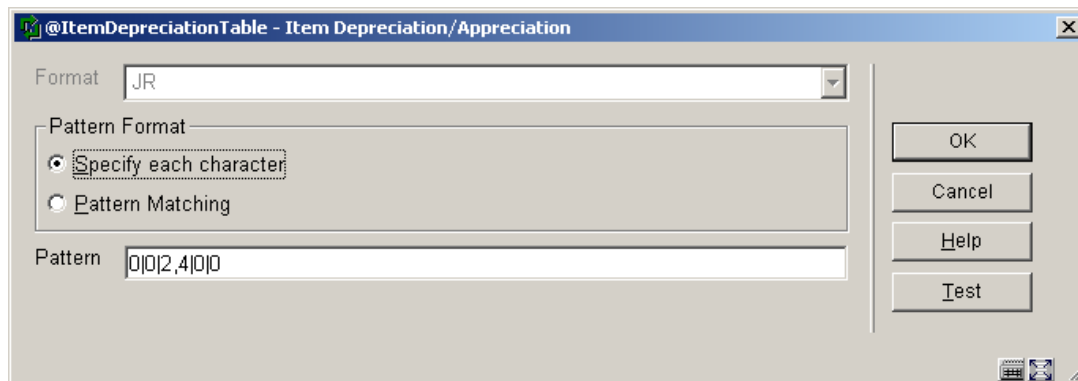 @ItemDepreciationTable - Item Depreciation/Appreciation
Format JR
Pattern Format
Specify each character
Pattern Matching
Pattern 0|0|2,4|0|0
OK
Cancel
Help
Test